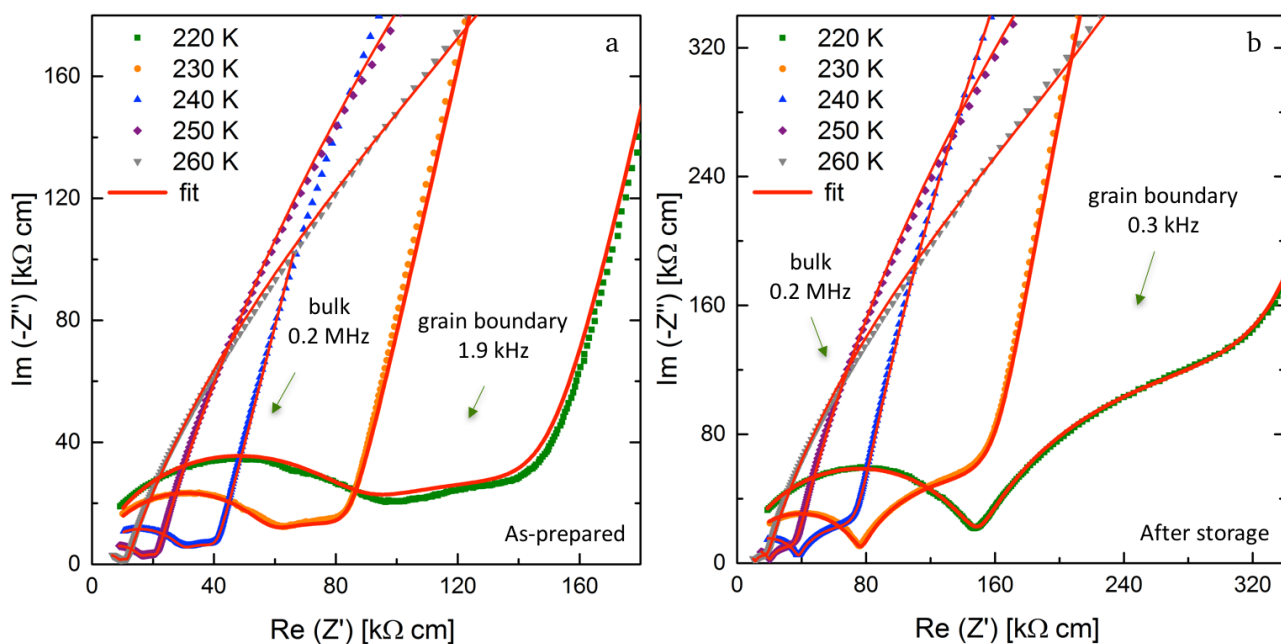 220 K
230 K
240 K
250 K
260 K
fit
a
bulk
0.2 MHz
grain boundary
1.9 kHz
As-prepared
160
120
80
40
0
0
40
80
120
160
Im (-Z'') [kΩ cm]
Re (Z') [kΩ cm]
220 K
230 K
240 K
250 K
260 K
fit
b
grain boundary
0.3 kHz
bulk
0.2 MHz
After storage
320
240
160
80
0
0
80
160
240
320
Im (-Z'') [kΩ cm]
Re (Z') [kΩ cm]